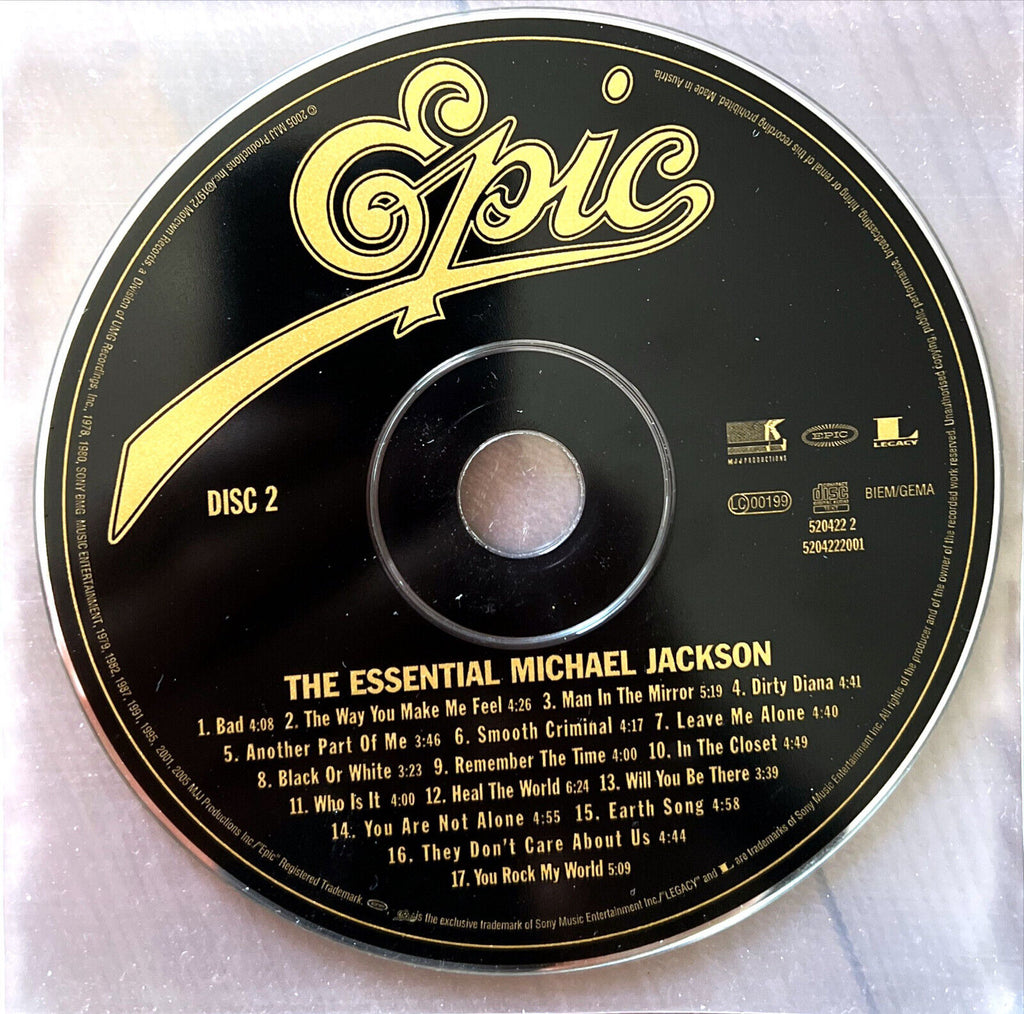 Epic
DISC 2
MJJ PRODUCTIONS
EPIC
LEGACY
LC 00199
COMPACT
disc
DIGITAL AUDIO
BIEM/GEMA
520422 2
5204222001
THE ESSENTIAL MICHAEL JACKSON
1. Bad 4:08 2. The Way You Make Me Feel 4:26 3. Man In The Mirror 5:19 4. Dirty Diana 4:41
5. Another Part Of Me 3:46 6. Smooth Criminal 4:17 7. Leave Me Alone 4:40
8. Black Or White 3:23 9. Remember The Time 4:00 10. In The Closet 4:49
11. Who Is It 4:00 12. Heal The World 6:24 13. Will You Be There 3:39
14. You Are Not Alone 4:55 15. Earth Song 4:58
16. They Don't Care About Us 4:44
17. You Rock My World 5:09
© 2005 MJJ Productions Inc./℗1972 Motown Records, a Division of UMG Recordings, Inc., 1978, 1980, SONY BMG MUSIC ENTERTAINMENT, 1979, 1982, 1987, 1991, 1995, 2001, 2005 MJJ Productions Inc./"Epic" Registered Trademark. is the exclusive trademark of Sony Music Entertainment Inc./"LEGACY" and L are trademarks of Sony Music Entertainment Inc. All rights of the producer and of the owner of the recorded work reserved. Unauthorised copying public performance, broadcasting, hiring or rental of this recording prohibited. Made in Austria.